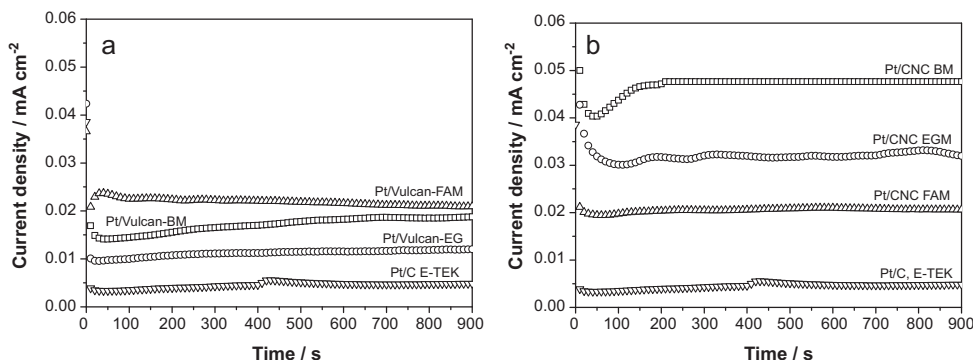 a
0.06
0.05
0.04
0.03
0.02
0.01
0.00
Current density / mA cm-2
Pt/Vulcan-FAM
Pt/Vulcan-BM
Pt/Vulcan-EG
Pt/C E-TEK
0 100 200 300 400 500 600 700 800 900
Time / s
b
0.06
0.05
0.04
0.03
0.02
0.01
0.00
Current density / mA cm-2
Pt/CNC BM
Pt/CNC EGM
Pt/CNC FAM
Pt/C, E-TEK
0 100 200 300 400 500 600 700 800 900
Time / s